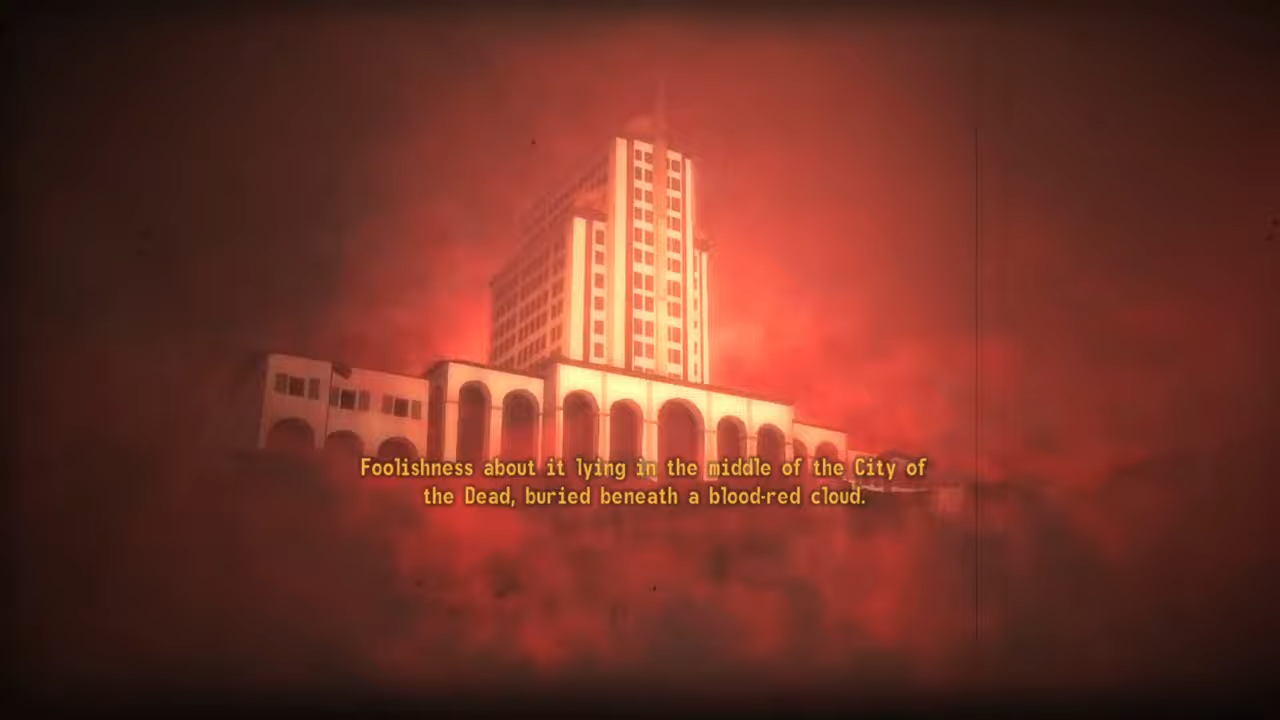 Foolishness about it lying in the middle of the City of
the Dead, buried beneath a blood-red cloud.